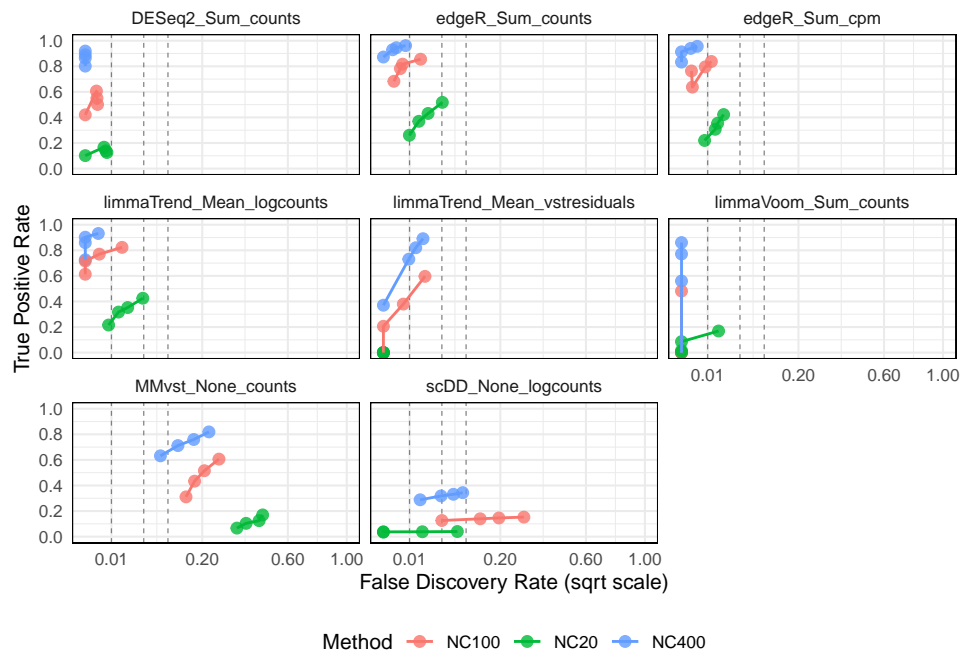 DESeq2_Sum_counts edgeR_Sum_counts edgeR_Sum_cpm
1.0
0.8
0.6
0.4
0.2
0.0
limmaTrend_Mean_logcounts limmaTrend_Mean_vstresiduals limmaVoom_Sum_counts
1.0
0.8
0.6
0.4
0.2
0.0
0.01 0.20 0.60 1.00
MMvst_None_counts scDD_None_logcounts
1.0
0.8
0.6
0.4
0.2
0.0
0.01 0.20 0.60 1.00 0.01 0.20 0.60 1.00
True Positive Rate
False Discovery Rate (sqrt scale)
Method NC100 NC20 NC400